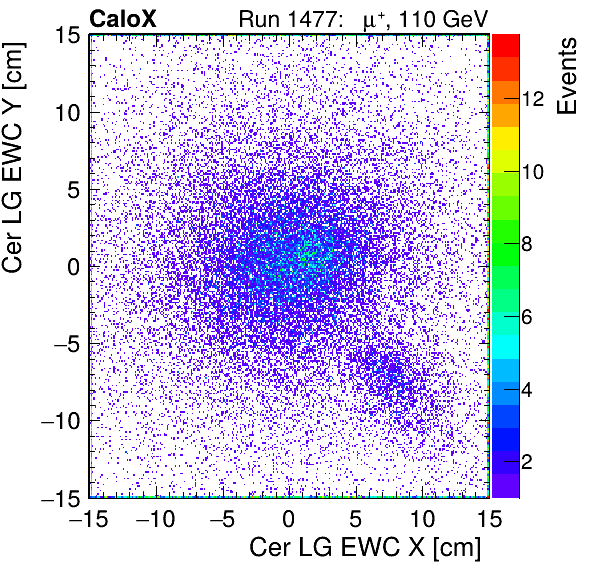 CaloX Run 1477: μ⁺, 110 GeV
Cer LG EWC Y [cm]
15
10
5
0
−5
−10
−15
−15 −10 −5 0 5 10 15
Cer LG EWC X [cm]
Events
12
10
8
6
4
2